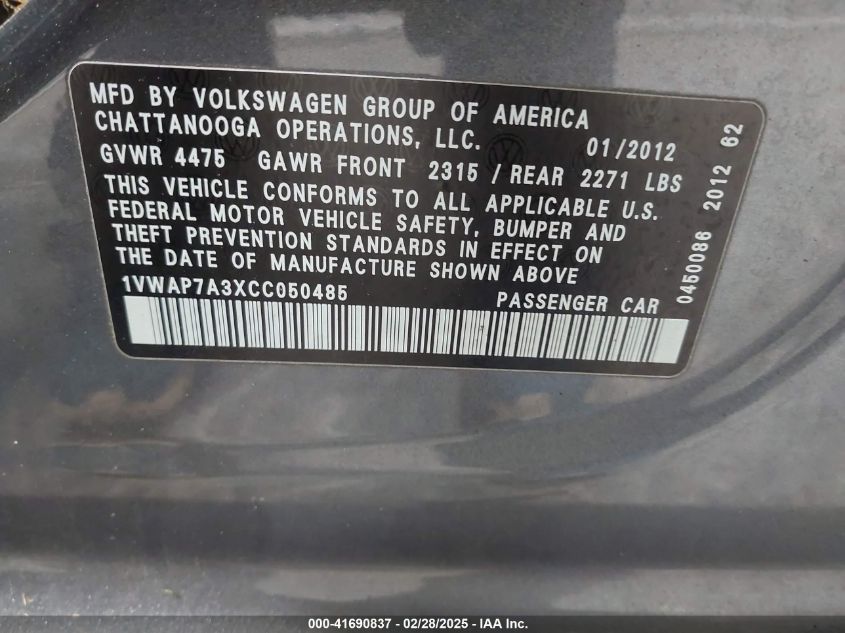 MFD BY VOLKSWAGEN GROUP OF AMERICA
CHATTANOOGA OPERATIONS, LLC. 01/2012
GVWR 4475 GAWR FRONT 2315 / REAR 2271 LBS
THIS VEHICLE CONFORMS TO ALL APPLICABLE U.S.
FEDERAL MOTOR VEHICLE SAFETY, BUMPER AND
THEFT PREVENTION STANDARDS IN EFFECT ON
THE DATE OF MANUFACTURE SHOWN ABOVE
1VWAP7A3XCC050485 PASSENGER CAR
0450086 2012 62
000-41690837 - 02/28/2025 - IAA Inc.